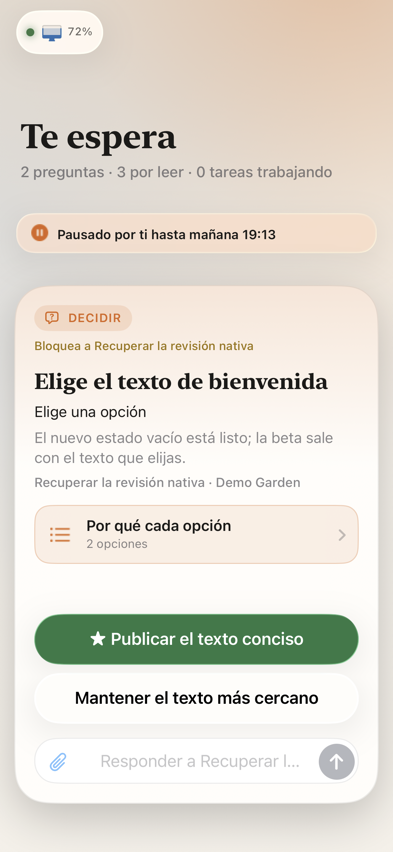 72%
Te espera
2 preguntas · 3 por leer · 0 tareas trabajando
Pausado por ti hasta mañana 19:13
DECIDIR
Bloquea a Recuperar la revisión nativa
Elige el texto de bienvenida
Elige una opción
El nuevo estado vacío está listo; la beta sale
con el texto que elijas.
Recuperar la revisión nativa · Demo Garden
Por qué cada opción
2 opciones
Publicar el texto conciso
Mantener el texto más cercano
Responder a Recuperar l...